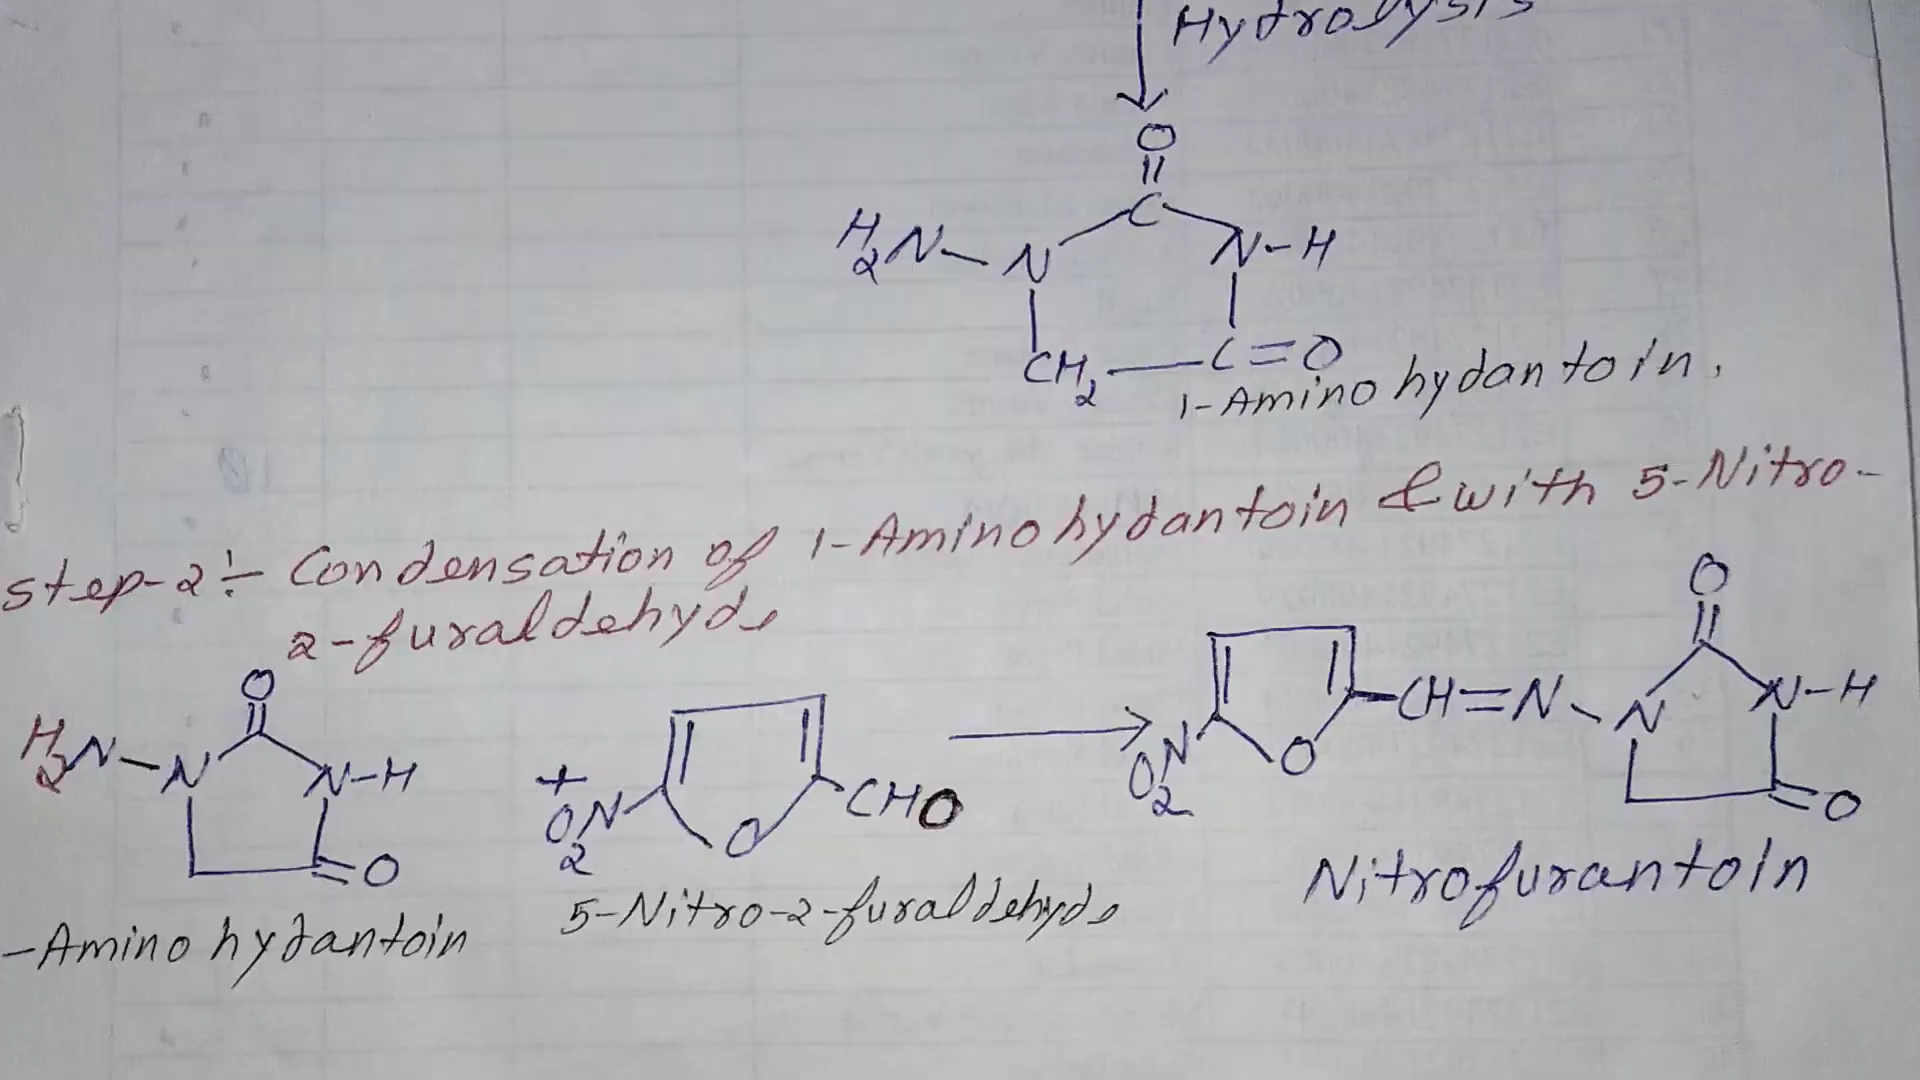 Hydrolysis
O
C
H2N-N N-H
CH2-C=O
1-Amino hydantoin.
Step-2:- Condensation of 1-Amino hydantoin & with 5-Nitro-
2-furaldehyde
O O
H2N-N N-H + O2N O CHO → O2N O CH=N-N N-H
O O
-Amino hydantoin 5-Nitro-2-furaldehyde Nitrofurantoin